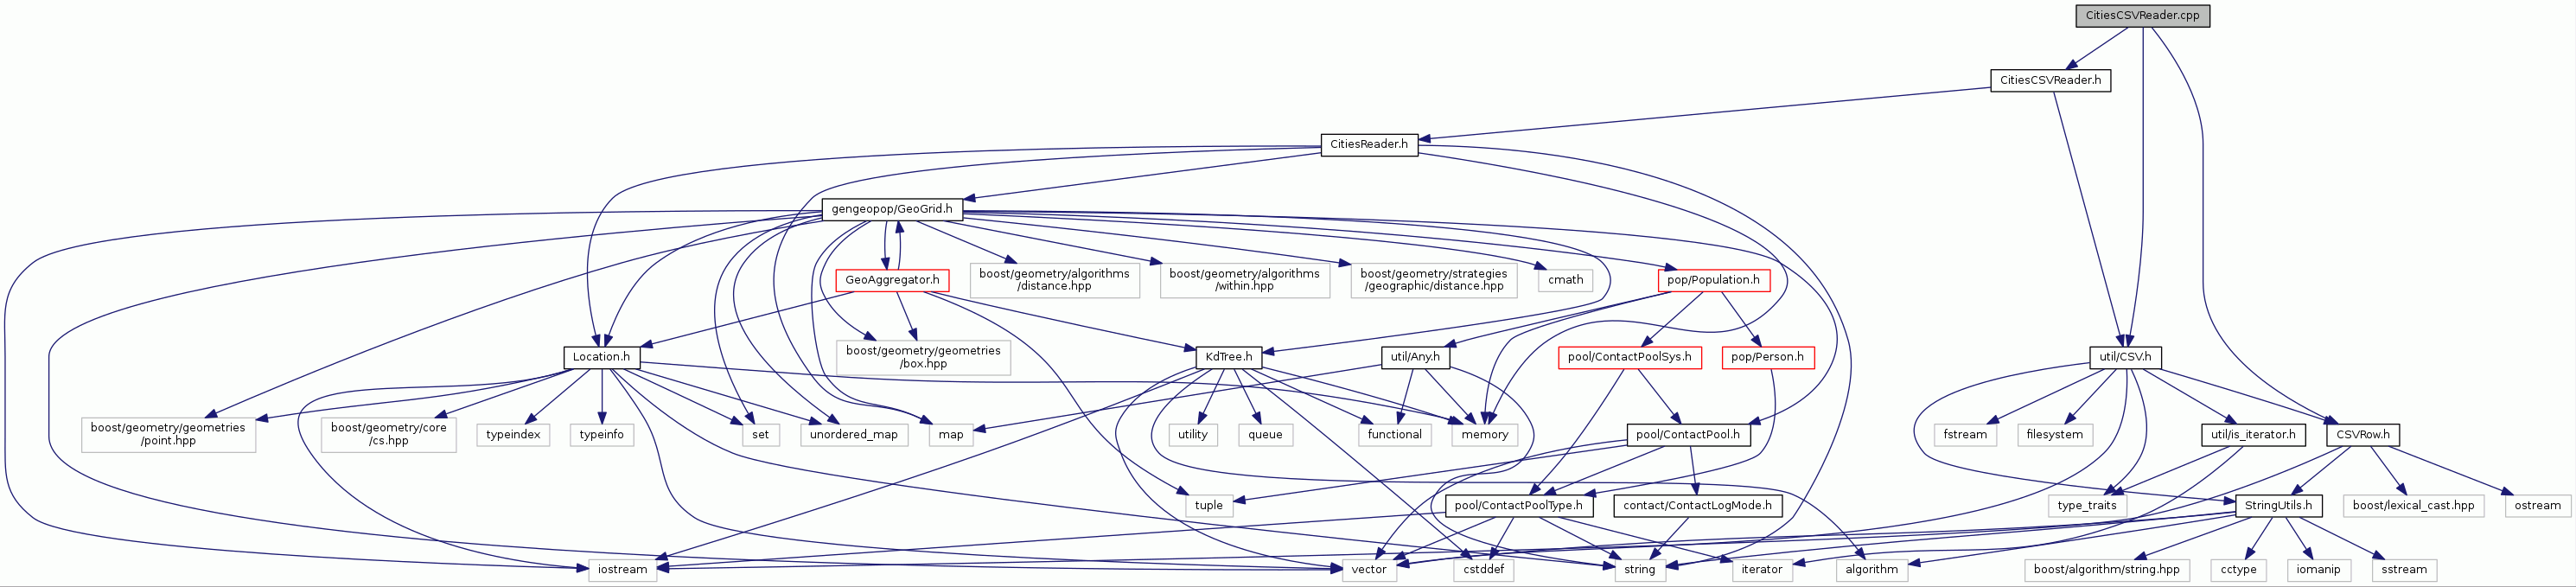 CitiesCSVReader.cpp
CitiesCSVReader.h
CitiesReader.h
gengeopop/GeoGrid.h
GeoAggregator.h
boost/geometry/algorithms
/distance.hpp
boost/geometry/algorithms
/within.hpp
boost/geometry/strategies
/geographic/distance.hpp
cmath
pop/Population.h
Location.h
boost/geometry/geometries
/box.hpp
KdTree.h
util/Any.h
pool/ContactPoolSys.h
pop/Person.h
util/CSV.h
boost/geometry/geometries
/point.hpp
boost/geometry/core
/cs.hpp
typeindex
typeinfo
set
unordered_map
map
utility
queue
functional
memory
pool/ContactPool.h
fstream
filesystem
util/is_iterator.h
CSVRow.h
tuple
pool/ContactPoolType.h
contact/ContactLogMode.h
type_traits
StringUtils.h
boost/lexical_cast.hpp
ostream
iostream
vector
cstddef
string
iterator
algorithm
boost/algorithm/string.hpp
cctype
iomanip
sstream